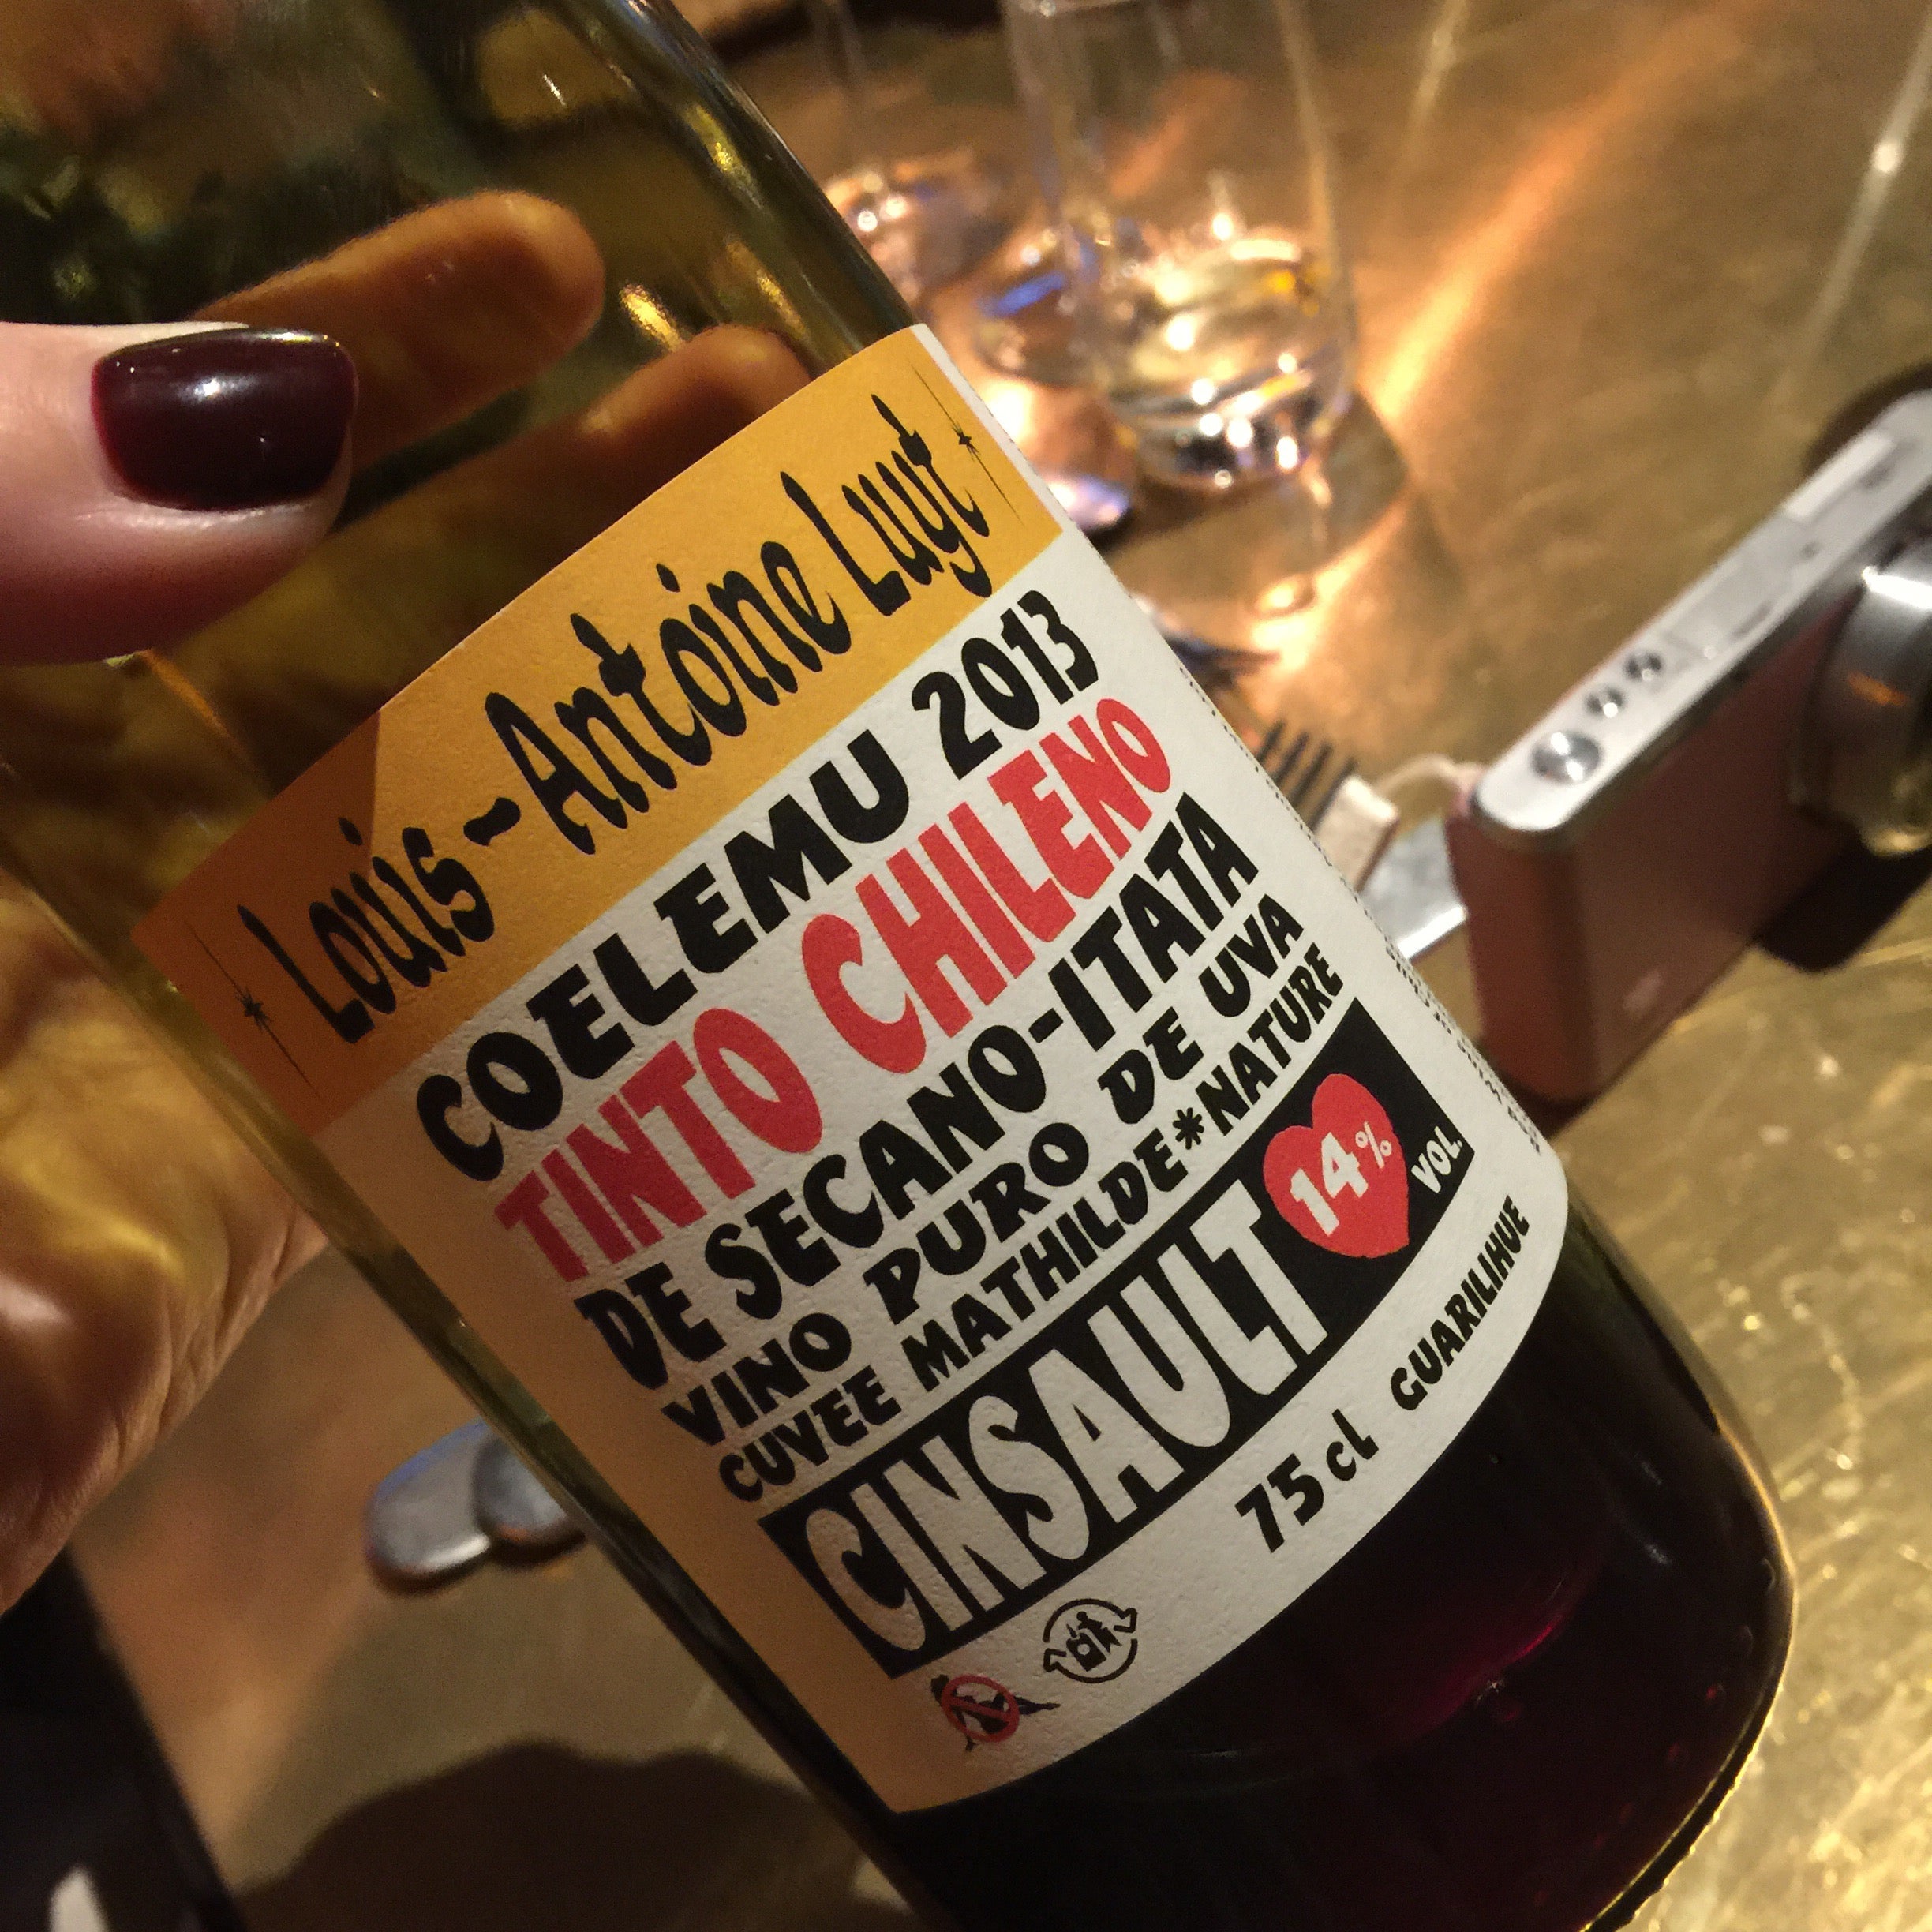 Louis-Antoine Luyt
COELEMU 2013
TINTO CHILENO
DE SECANO-ITATA
VINO PURO DE UVA
CUVEE MATHILDE*NATURE
CINSAULT 14% VOL.
75 cL GUARILIHUE